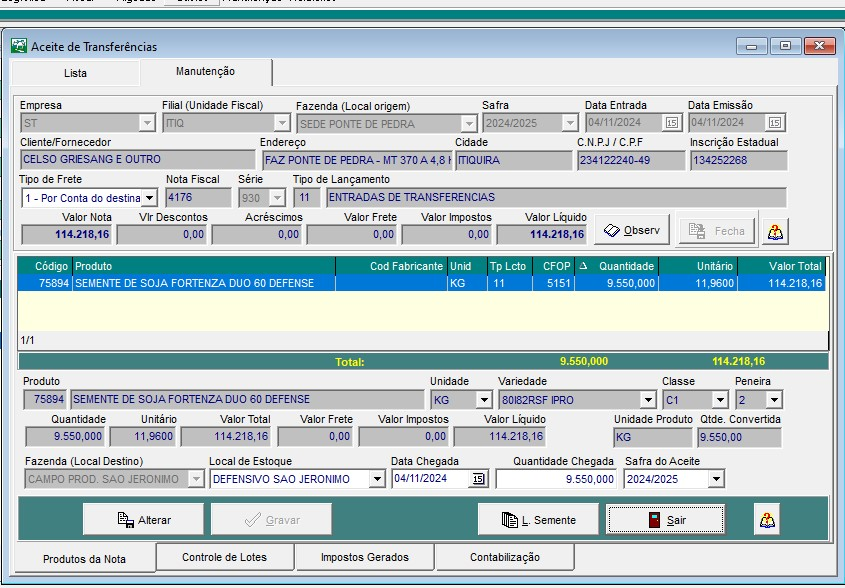 Aceite de Transferências
Lista Manutenção
Empresa Filial (Unidade Fiscal) Fazenda (Local origem) Safra Data Entrada Data Emissão
ST ITIQ SEDE PONTE DE PEDRA 2024/2025 04/11/2024 15 04/11/2024 15
Cliente/Fornecedor Endereço Cidade C.N.P.J / C.P.F Inscrição Estadual
CELSO GRIESANG E OUTRO FAZ PONTE DE PEDRA - MT 370 A 4,8 ITIQUIRA 234122240-49 134252268
Tipo de Frete Nota Fiscal Série Tipo de Lançamento
1 - Por Conta do destina 4176 930 11 ENTRADAS DE TRANSFERENCIAS
Valor Nota Vlr Descontos Acréscimos Valor Frete Valor Impostos Valor Líquido
114.218,16 0,00 0,00 0,00 0,00 114.218,16 Observ Fecha
Código Produto Cod Fabricante Unid Tp Lcto CFOP Δ Quantidade Unitário Valor Total
75894 SEMENTE DE SOJA FORTENZA DUO 60 DEFENSE KG 11 5151 9.550,000 11,9600 114.218,16
1/1
Total: 9.550,000 114.218,16
Produto Unidade Variedade Classe Peneira
75894 SEMENTE DE SOJA FORTENZA DUO 60 DEFENSE KG 80I82RSF IPRO C1 2
Quantidade Unitário Valor Total Valor Frete Valor Impostos Valor Líquido Unidade Produto Qtde. Convertida
9.550,000 11,9600 114.218,16 0,00 0,00 114.218,16 KG 9.550,00
Fazenda (Local Destino) Local de Estoque Data Chegada Quantidade Chegada Safra do Aceite
CAMPO PROD. SAO JERONIMO DEFENSIVO SAO JERONIMO 04/11/2024 15 9.550,000 2024/2025
Alterar Gravar L. Semente Sair
Produtos da Nota Controle de Lotes Impostos Gerados Contabilização